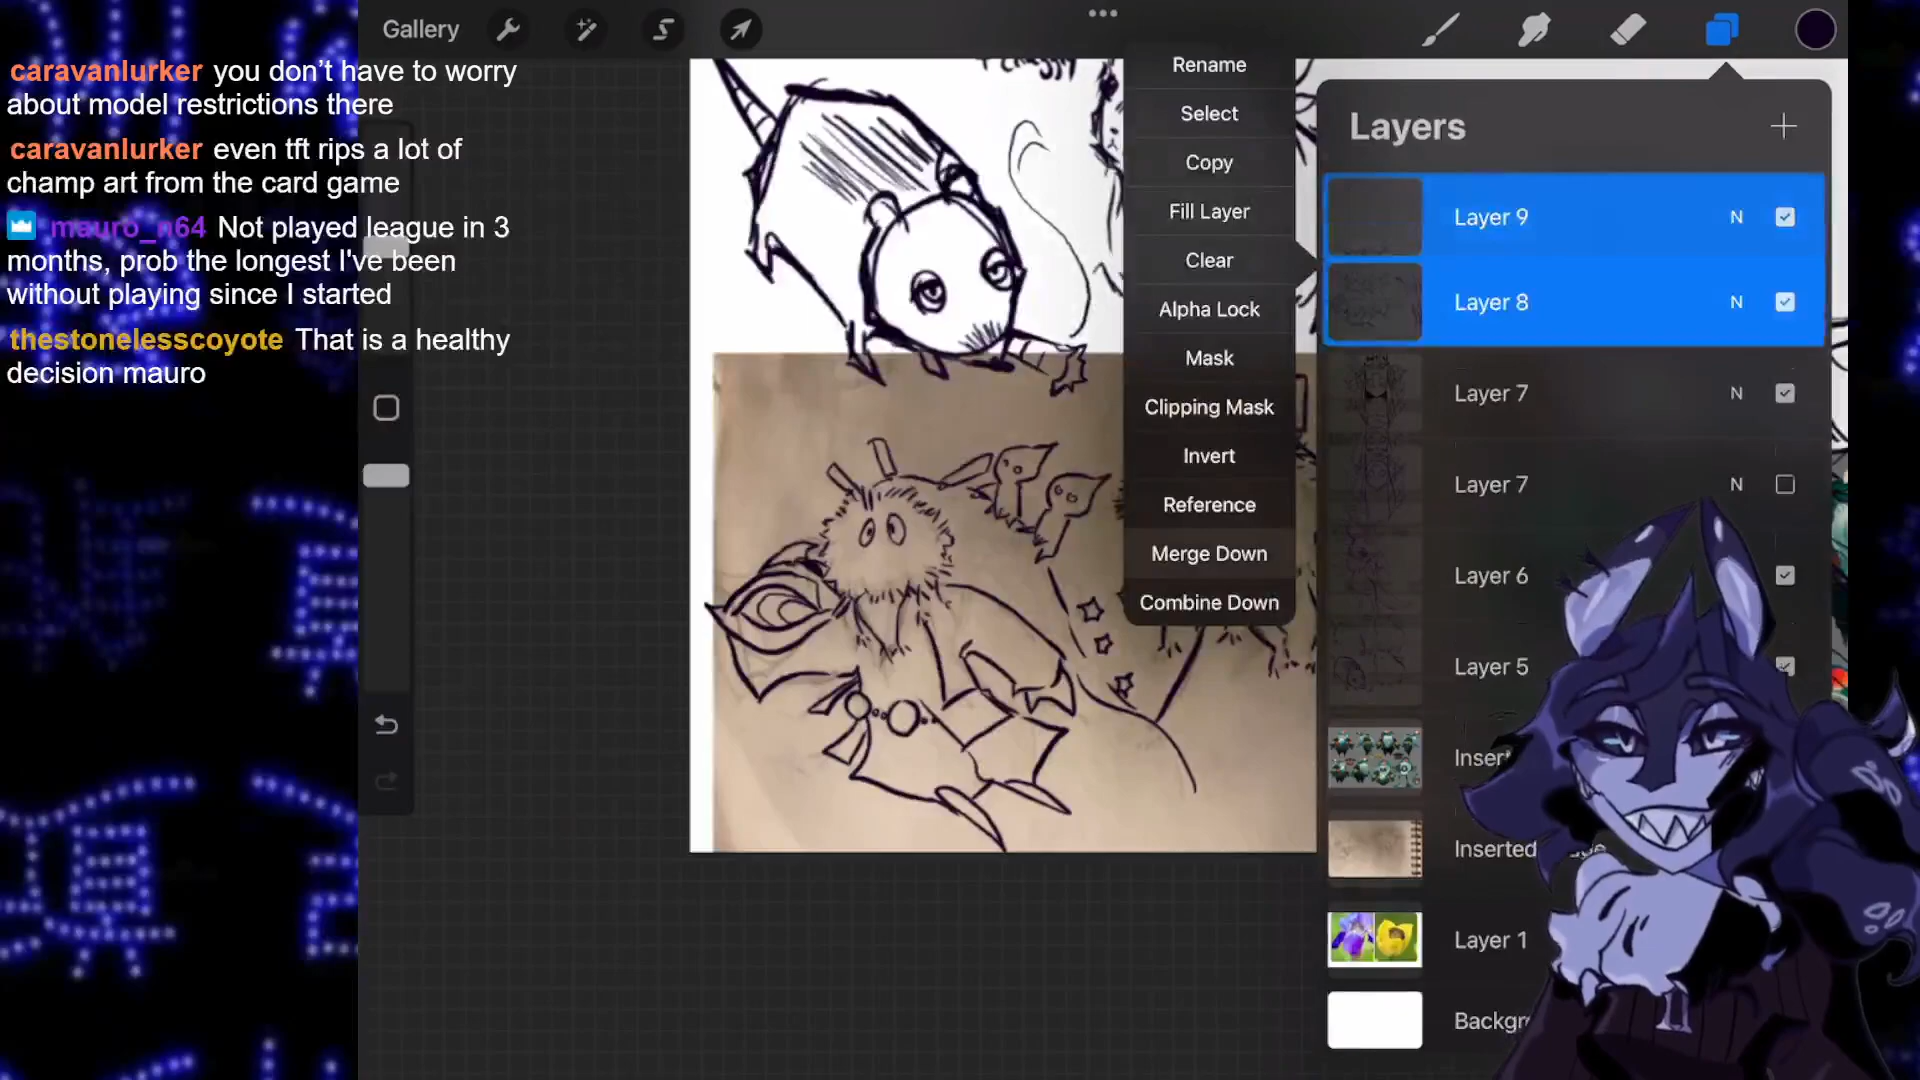 caravanlurker you don't have to worry
about model restrictions there
caravanlurker even tft rips a lot of
champ art from the card game
mauro_n64 Not played league in 3
months, prob the longest I've been
without playing since I started
thestonelesscoyote That is a healthy
decision mauro
Gallery
Rename
Select
Copy
Fill Layer
Clear
Alpha Lock
Mask
Clipping Mask
Invert
Reference
Merge Down
Combine Down
Layers
Layer 9 N
Layer 8 N
Layer 7 N
Layer 7 N
Layer 6
Layer 5
Inser
Inserted
Layer 1
Backgr